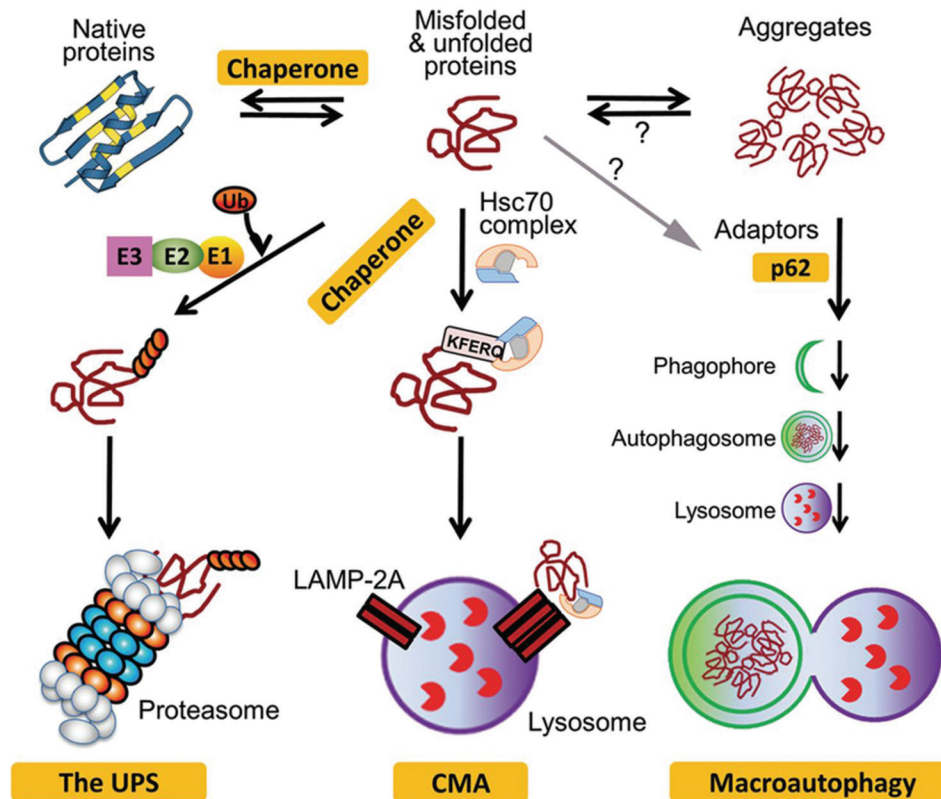 Native
proteins
Chaperone
Misfolded
& unfolded
proteins
Aggregates
?
?
Ub
E3 E2 E1
Chaperone
Hsc70
complex
Adaptors
p62
KFERQ
Phagophore
Autophagosome
Lysosome
LAMP-2A
Proteasome
Lysosome
The UPS
CMA
Macroautophagy